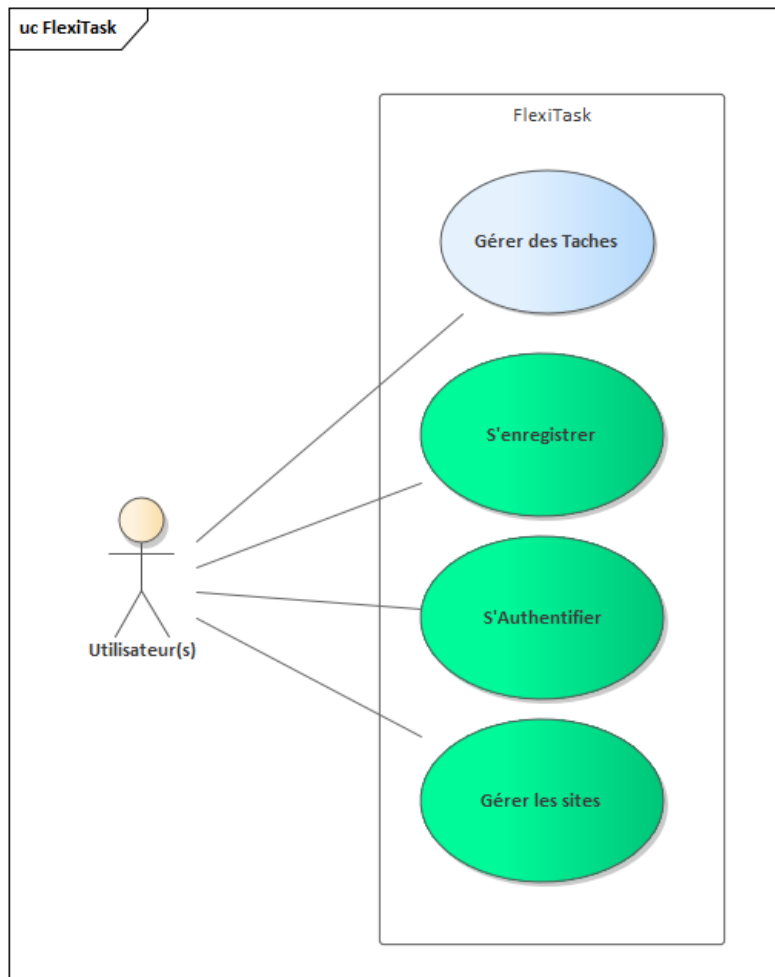 uc FlexiTask
FlexiTask
Gérer des Taches
S'enregistrer
S'Authentifier
Utilisateur(s)
Gérer les sites